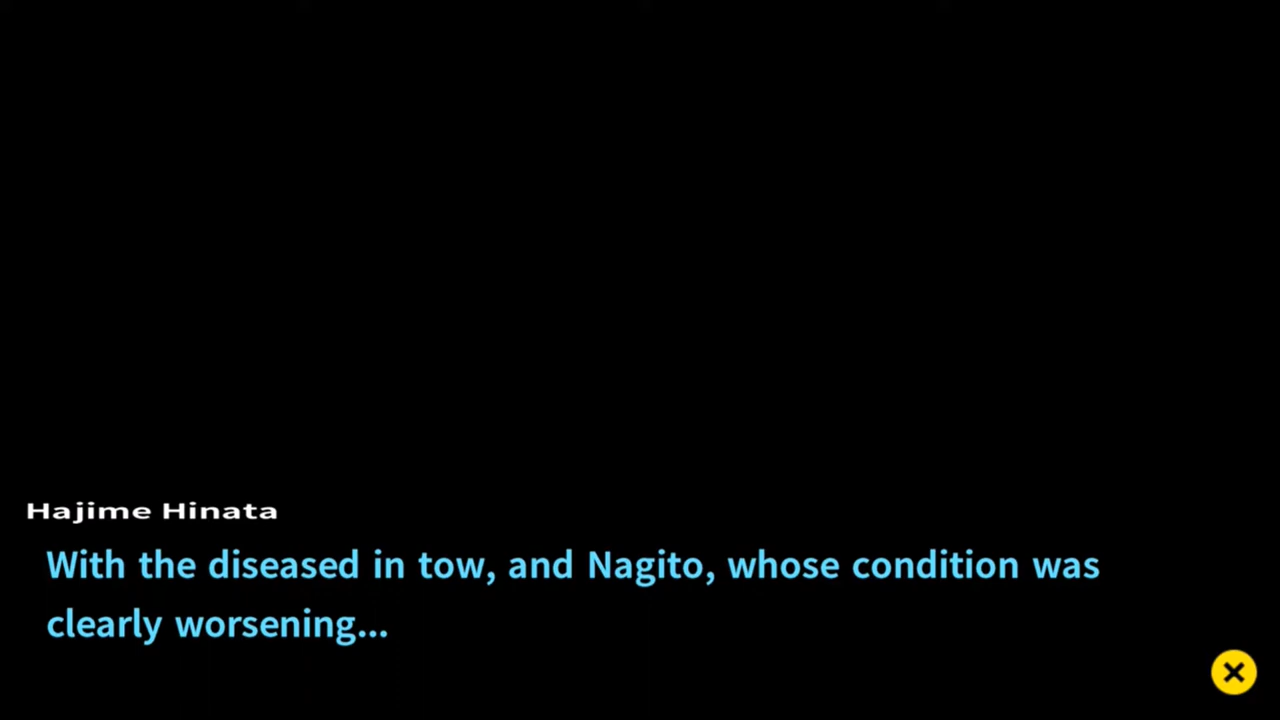 Hajime Hinata
With the diseased in tow, and Nagito, whose condition was
clearly worsening...